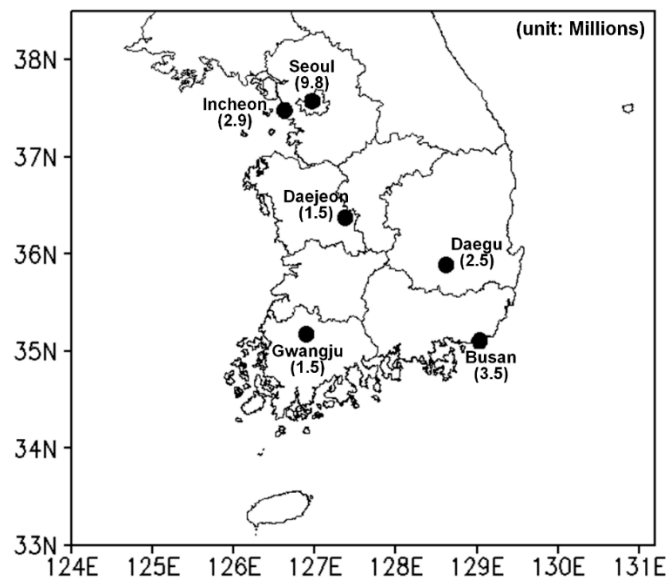 (unit: Millions)
38N
Seoul
(9.8)
Incheon
(2.9)
37N
Daejeon
(1.5)
Daegu
(2.5)
36N
35N
Gwangju
(1.5)
Busan
(3.5)
34N
33N
124E 125E 126E 127E 128E 129E 130E 131E